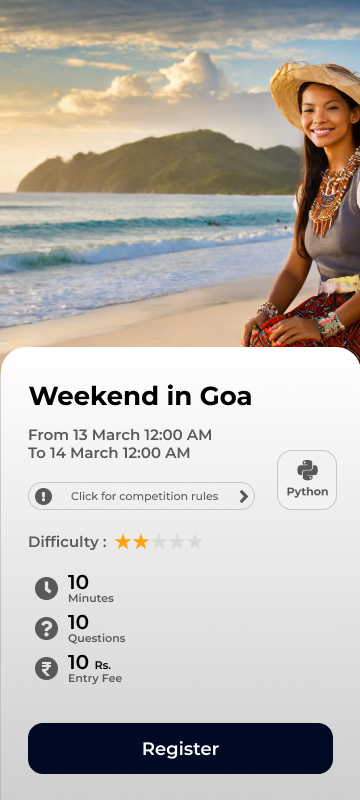 Weekend in Goa
From 13 March 12:00 AM
To 14 March 12:00 AM
Click for competition rules
Python
Difficulty :
10
Minutes
10
Questions
10 Rs.
Entry Fee
Register